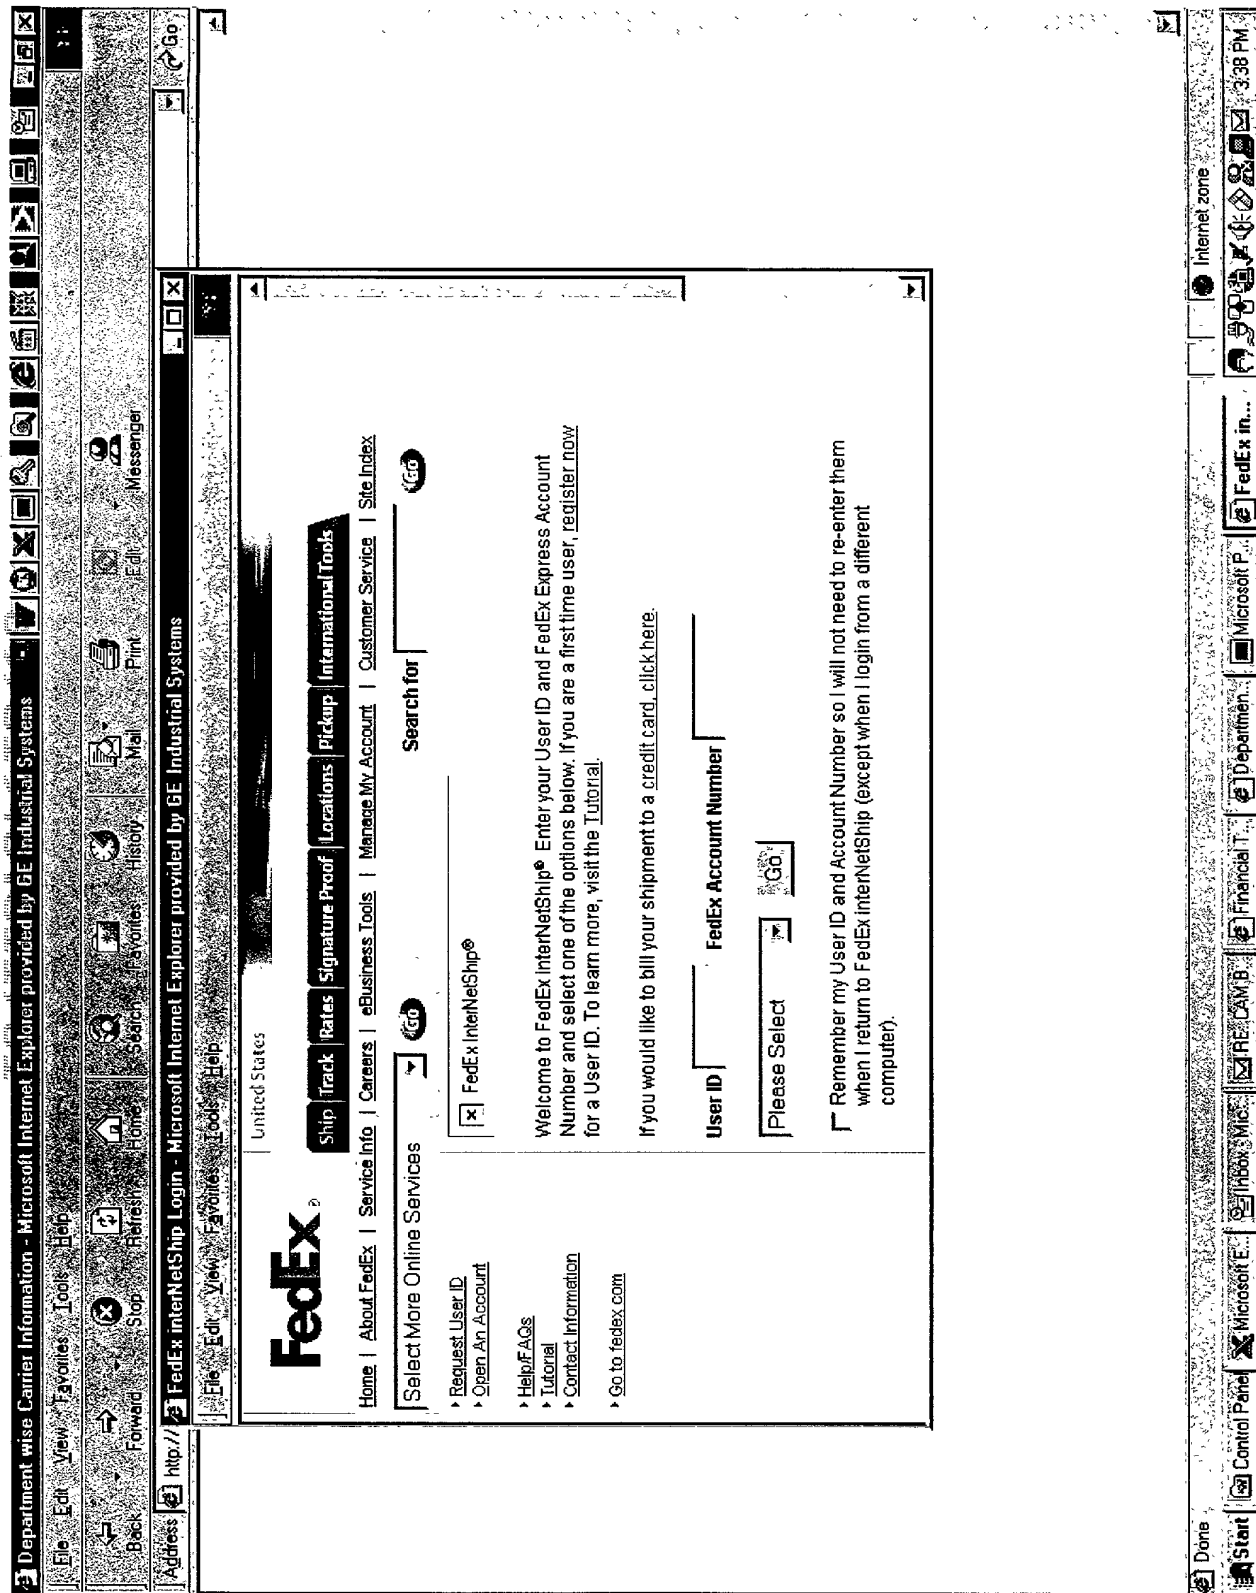 Department wise Carrier Information - Microsoft Internet Explorer provided by GE Industrial Systems
File Edit View Favorites Tools Help
Back Forward Stop Refresh Home Search Favorites History Mail Print Edit Messenger
Address http:// Go
FedEx interNetShip Login - Microsoft Internet Explorer provided by GE Industrial Systems
File Edit View Favorites Tools Help
United States
FedEx®
Ship Track Rates Signature Proof Locations Pickup International Tools
Home | About FedEx | Service Info | Careers | eBusiness Tools | Manage My Account | Customer Service | Site Index
Select More Online Services Go Search for Go
FedEx InterNetShip®
Request User ID
Open An Account
Help/FAQs
Tutorial
Contact Information
Go to fedex.com
Welcome to FedEx InterNetShip® Enter your User ID and FedEx Express Account
Number and select one of the options below. If you are a first time user, register now
for a User ID. To learn more, visit the Tutorial.
If you would like to bill your shipment to a credit card, click here.
User ID FedEx Account Number
Please Select Go
Remember my User ID and Account Number so I will not need to re-enter them
when I return to FedEx interNetShip (except when I login from a different
computer).
Done Internet zone
Start Control Panel Microsoft E... Inbox - Mic... RE: CAM,B... Financial T... Departmen... Microsoft P... FedEx in... 3:38 PM